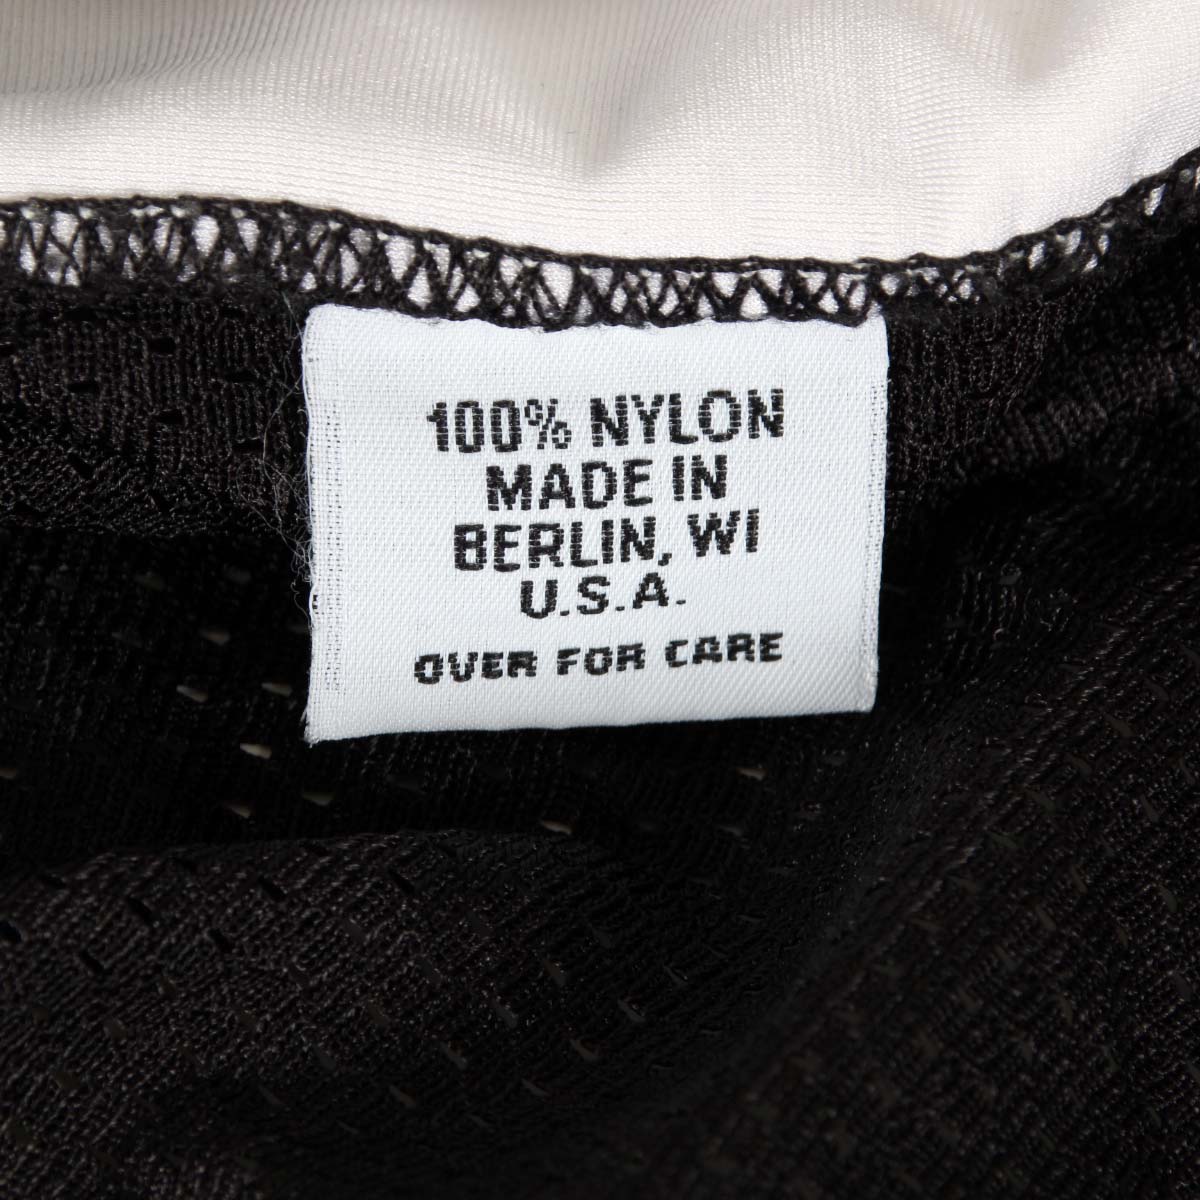 100% NYLON
MADE IN
BERLIN, WI
U.S.A.
OVER FOR CARE